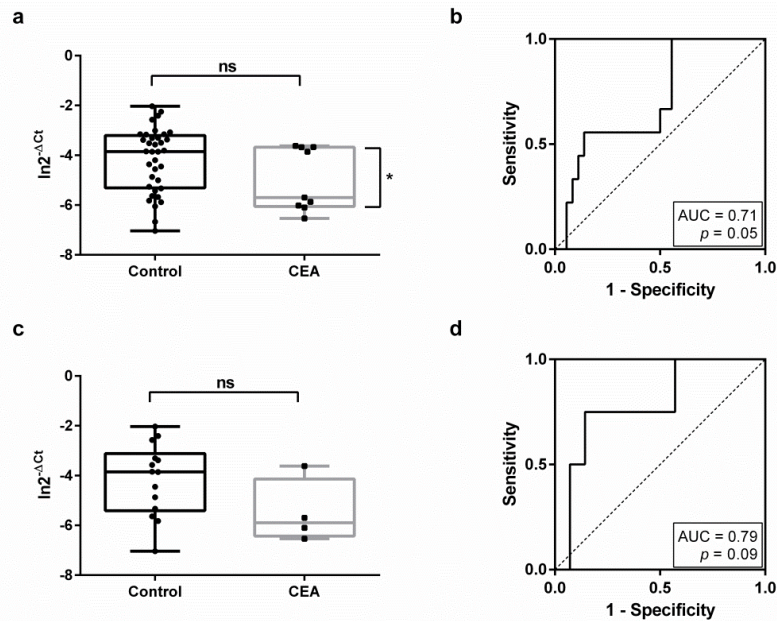 a
0
-2
-4
-6
-8
ln2^-ΔCt
ns
*
Control
CEA
b
1.0
0.5
0.0
Sensitivity
AUC = 0.71
p = 0.05
0.0
0.5
1.0
1 - Specificity
c
0
-2
-4
-6
-8
ln2^-ΔCt
ns
Control
CEA
d
1.0
0.5
0.0
Sensitivity
AUC = 0.79
p = 0.09
0.0
0.5
1.0
1 - Specificity